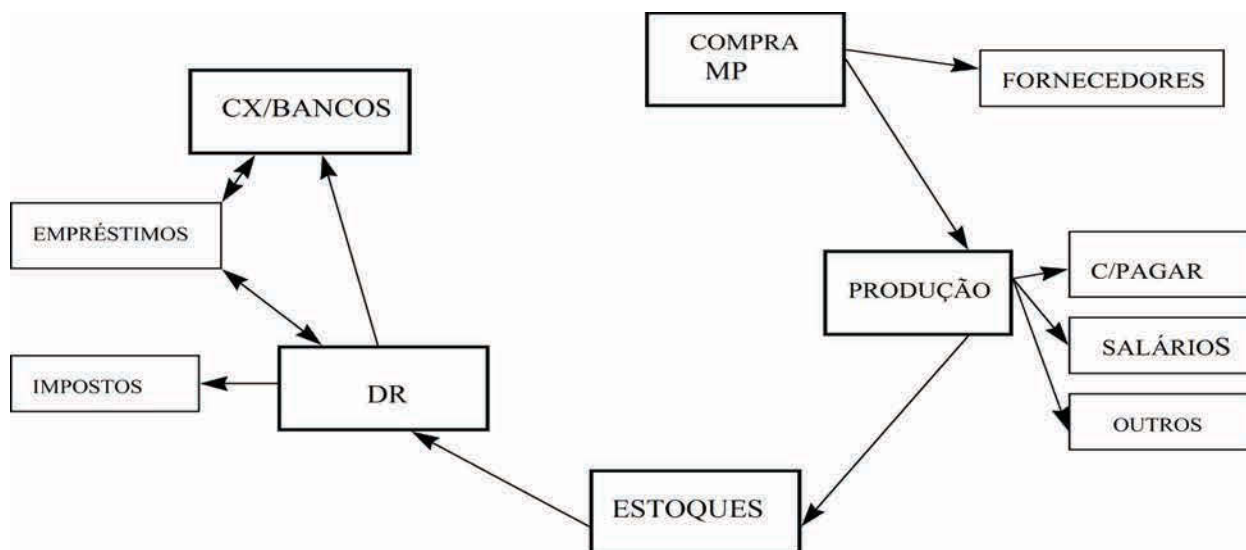 COMPRA
MP
FORNECEDORES
CX/BANCOS
EMPRÉSTIMOS
C/PAGAR
PRODUÇÃO
SALÁRIOS
IMPOSTOS
DR
OUTROS
ESTOQUES